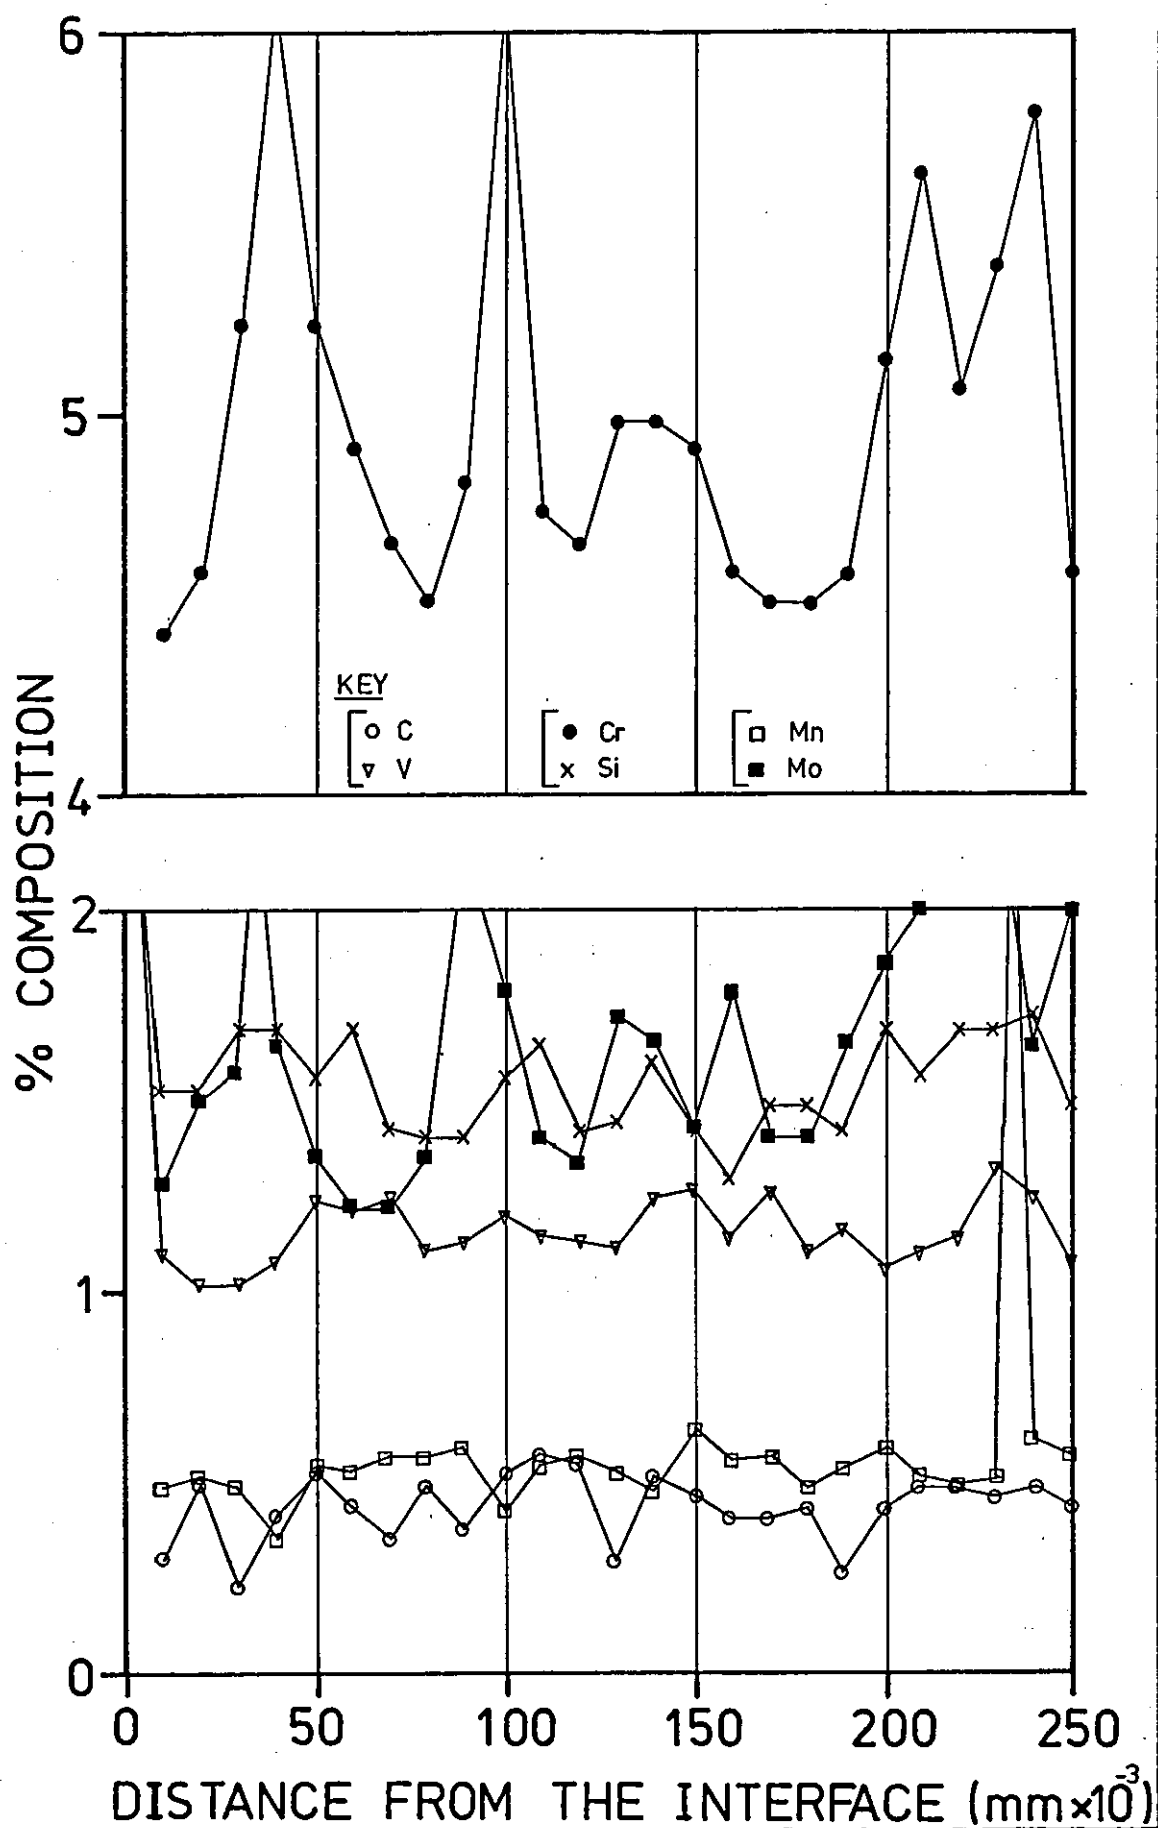 6
5
4
KEY
C Cr Mn
V Si Mo
2
1
0
% COMPOSITION
0 50 100 150 200 250
DISTANCE FROM THE INTERFACE (mm×10⁻³)